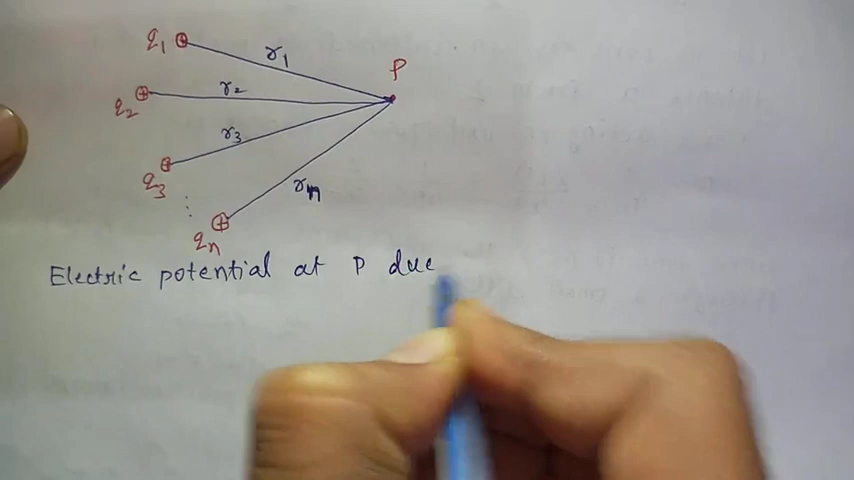 q1
r1
P
q2
r2
r3
q3
rn
qn
Electric potential at P due